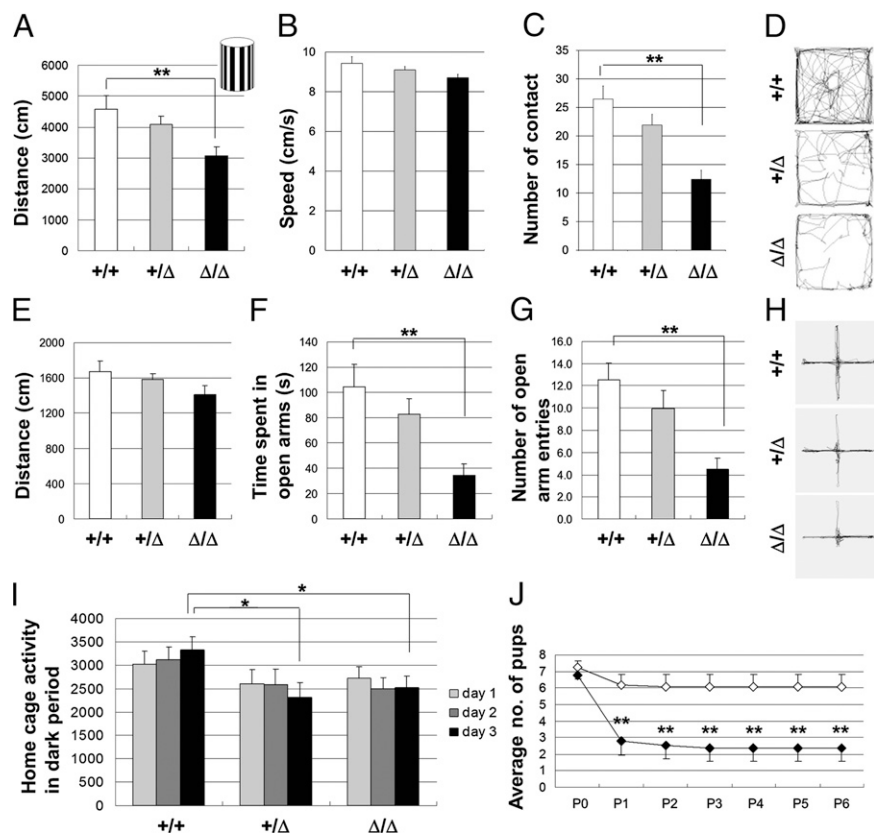 A
Distance (cm)
6000
5000
4000
3000
2000
1000
0
**
+/+ +/Δ Δ/Δ
B
Speed (cm/s)
10
8
6
4
2
0
+/+ +/Δ Δ/Δ
C
Number of contact
35
30
25
20
15
10
5
0
**
+/+ +/Δ Δ/Δ
D
+/+
+/Δ
Δ/Δ
E
Distance (cm)
2000
1600
1200
800
400
0
+/+ +/Δ Δ/Δ
F
Time spent in
open arms (s)
140
120
100
80
60
40
20
0
**
+/+ +/Δ Δ/Δ
G
Number of open
arm entries
16.0
14.0
12.0
10.0
8.0
6.0
4.0
2.0
0.0
**
+/+ +/Δ Δ/Δ
H
+/+
+/Δ
Δ/Δ
I
Home cage activity
in dark period
4000
3500
3000
2500
2000
1500
1000
500
0
*
*
day 1
day 2
day 3
+/+ +/Δ Δ/Δ
J
Average no. of pups
8
7
6
5
4
3
2
1
0
** ** ** ** ** **
P0 P1 P2 P3 P4 P5 P6